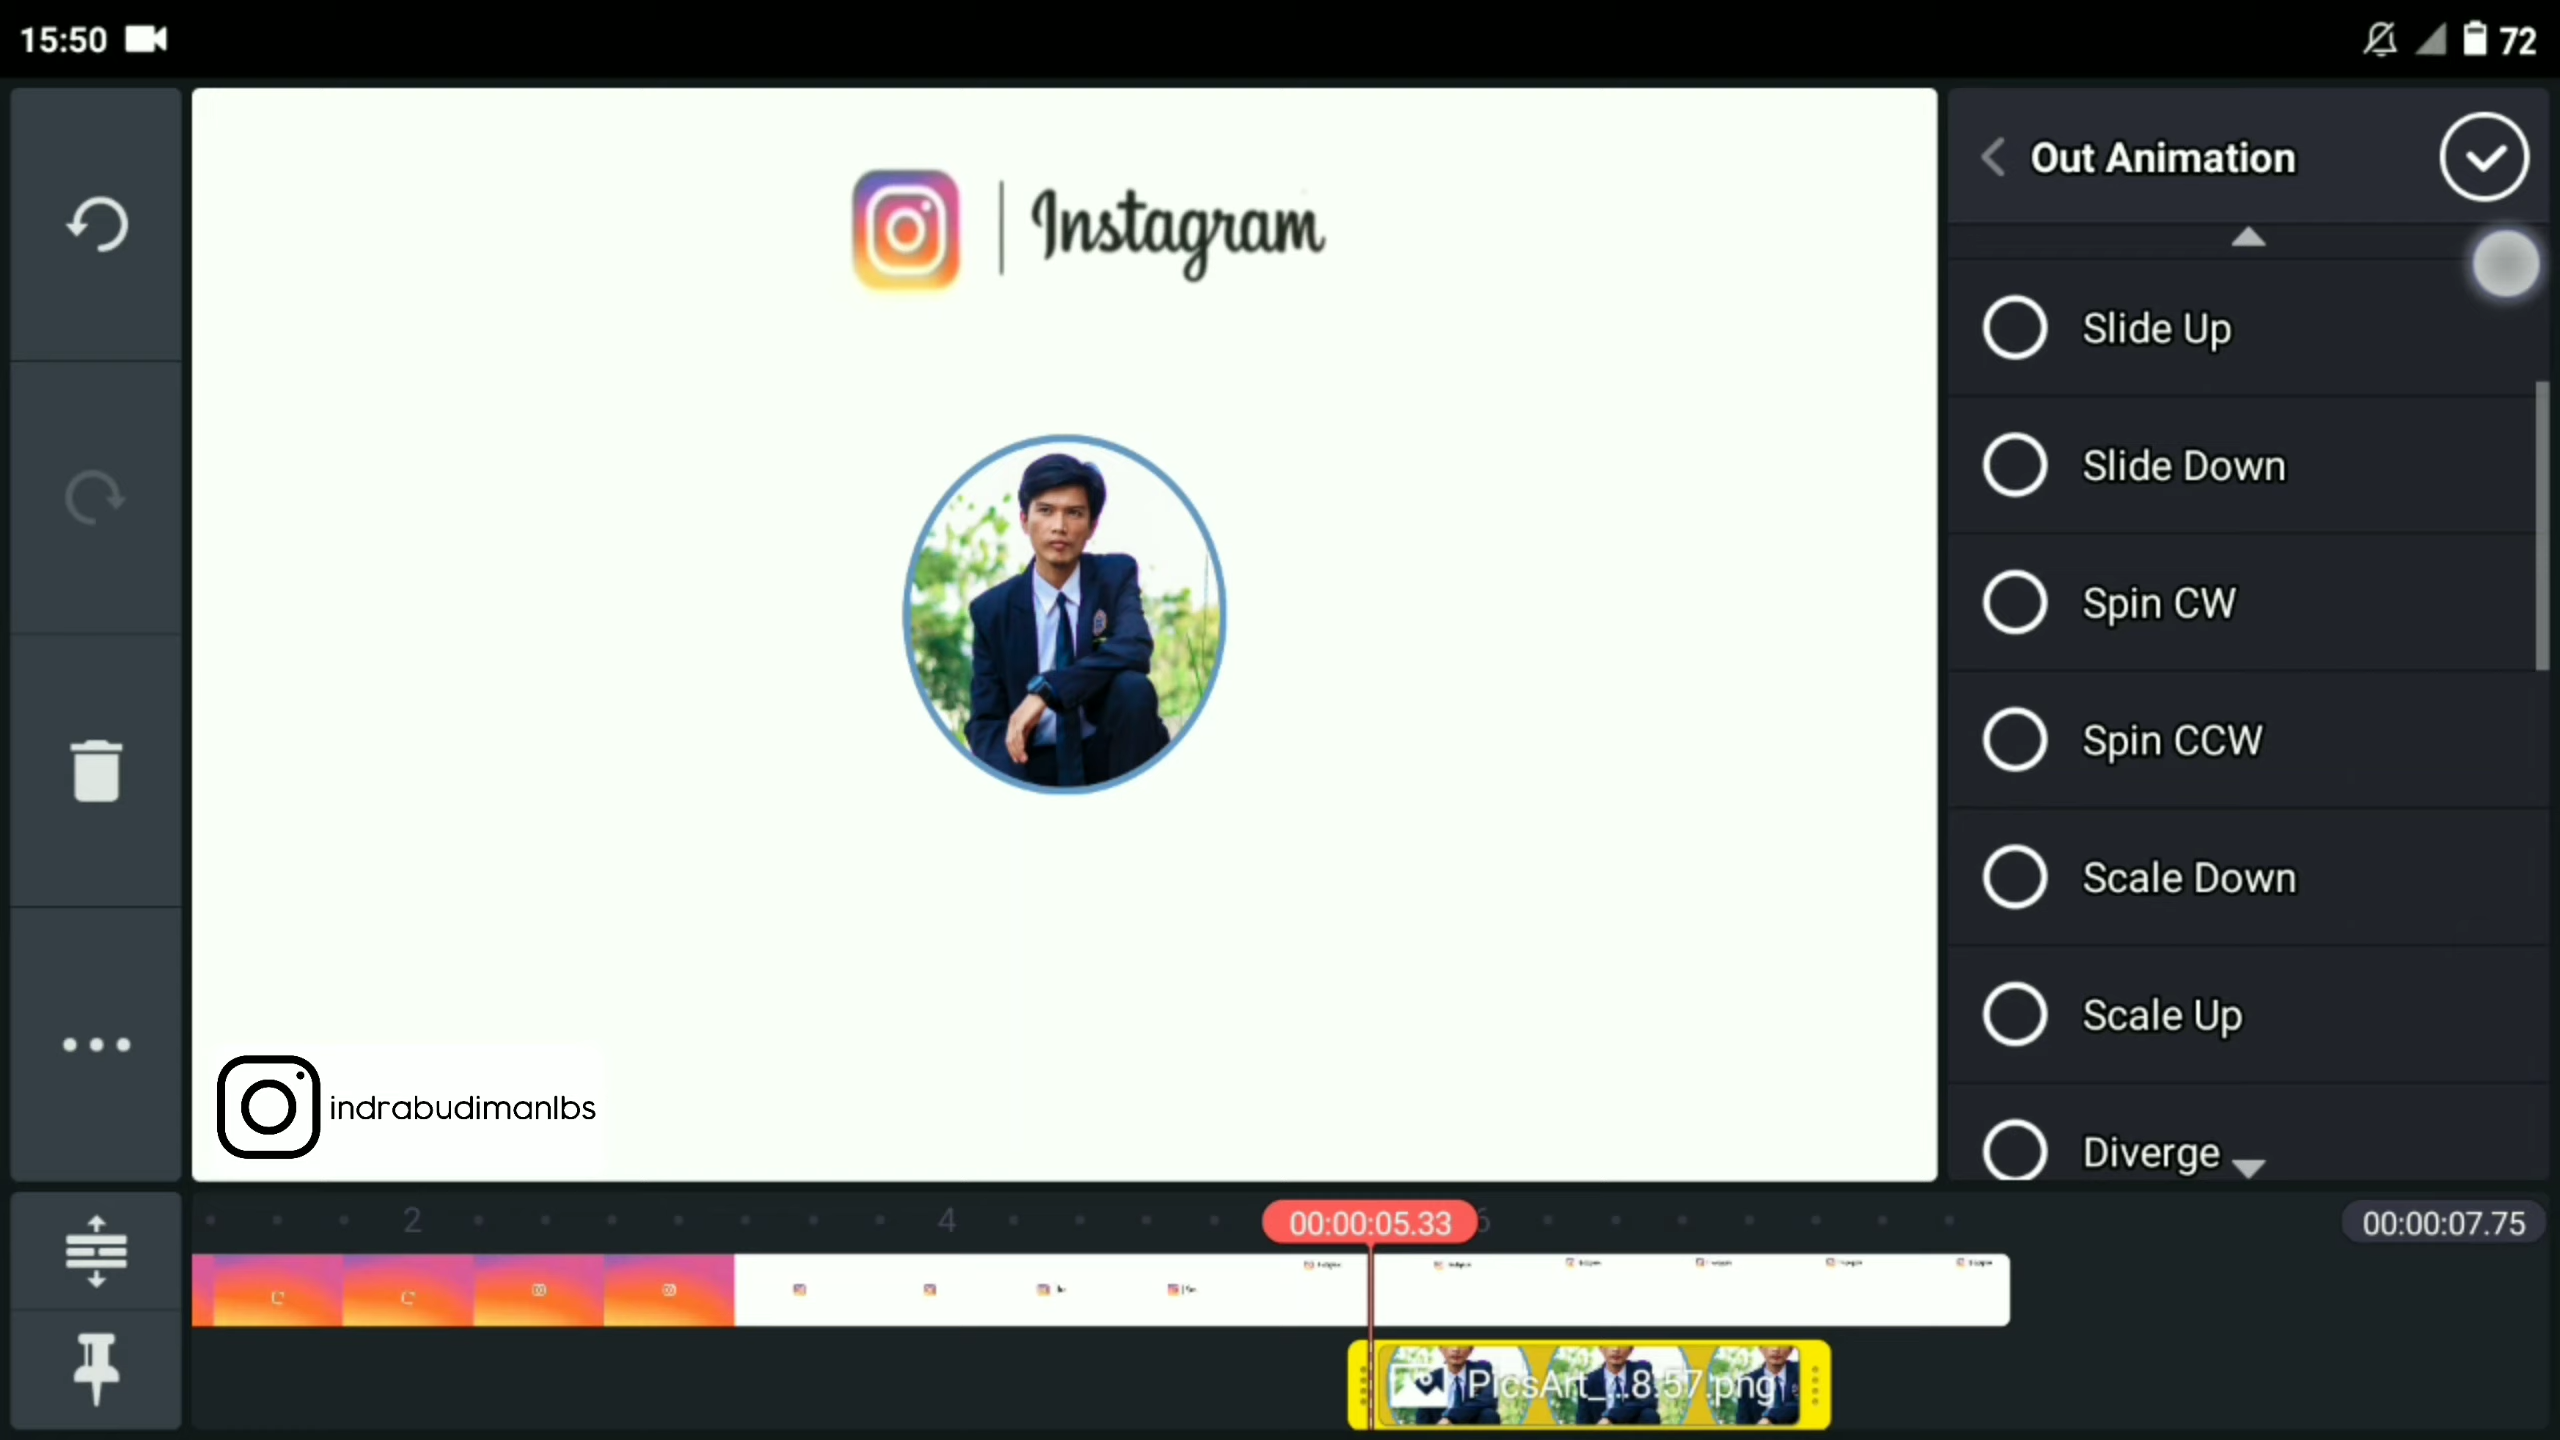 15:50
72
Instagram
Out Animation
Slide Up
Slide Down
Spin CW
Spin CCW
Scale Down
Scale Up
Diverge
indrabudimanlbs
2
4
00:00:05.33
6
00:00:07.75
PicsArt_...8.57.png